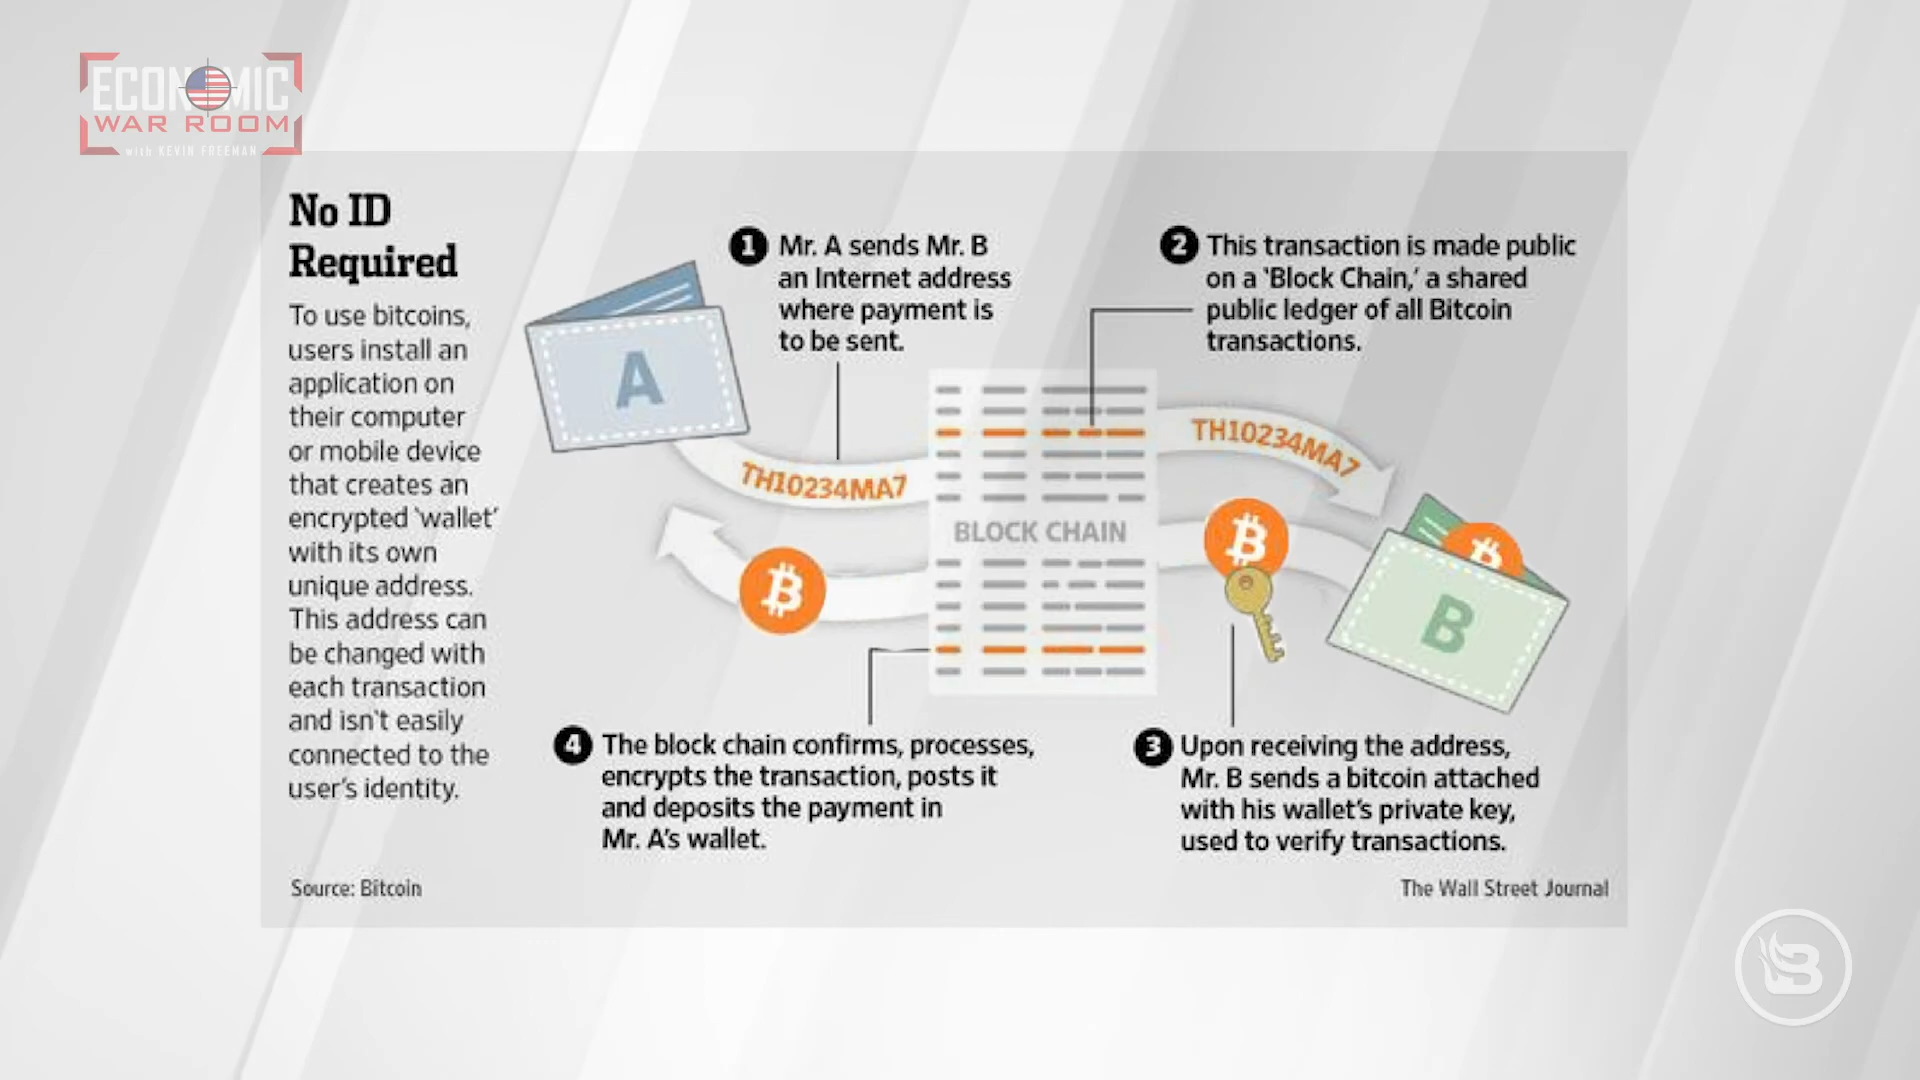 ECONOMIC
WAR ROOM
with KEVIN FREEMAN
No ID
Required
To use bitcoins,
users install an
application on
their computer
or mobile device
that creates an
encrypted ‘wallet’
with its own
unique address.
This address can
be changed with
each transaction
and isn't easily
connected to the
user's identity.
Source: Bitcoin
1 Mr. A sends Mr. B
an Internet address
where payment is
to be sent.
2 This transaction is made public
on a ‘Block Chain,’ a shared
public ledger of all Bitcoin
transactions.
A
TH10234MA7
BLOCK CHAIN
TH10234MA7
B
4 The block chain confirms, processes,
encrypts the transaction, posts it
and deposits the payment in
Mr. A's wallet.
3 Upon receiving the address,
Mr. B sends a bitcoin attached
with his wallet's private key,
used to verify transactions.
The Wall Street Journal
B